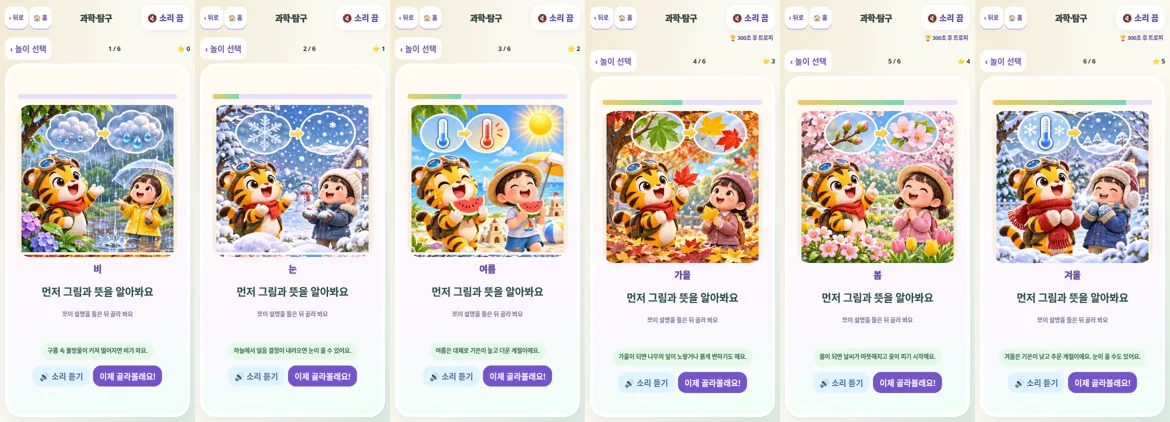 ‹ 뒤로 🏠 홈 과학·탐구 🔇 소리 끔
‹ 놀이 선택 1 / 6 ⭐ 0
비
먼저 그림과 뜻을 알아봐요
쪼이 설명을 들은 뒤 골라 봐요
구름 속 물방울이 커져 떨어지면 비가 와요.
🔊 소리 듣기 이제 골라볼래요!
‹ 뒤로 🏠 홈 과학·탐구 🔇 소리 끔
‹ 놀이 선택 2 / 6 ⭐ 1
눈
먼저 그림과 뜻을 알아봐요
쪼이 설명을 들은 뒤 골라 봐요
하늘에서 얼음 결정이 내려오면 눈이 올 수 있어요.
🔊 소리 듣기 이제 골라볼래요!
‹ 뒤로 🏠 홈 과학·탐구 🔇 소리 끔
‹ 놀이 선택 3 / 6 ⭐ 2
여름
먼저 그림과 뜻을 알아봐요
쪼이 설명을 들은 뒤 골라 봐요
여름은 대체로 기온이 높고 더운 계절이에요.
🔊 소리 듣기 이제 골라볼래요!
‹ 뒤로 🏠 홈 과학·탐구 🔇 소리 끔
🏆 300초 후 트로피
‹ 놀이 선택 4 / 6 ⭐ 3
가을
먼저 그림과 뜻을 알아봐요
쪼이 설명을 들은 뒤 골라 봐요
가을이 되면 나무의 잎이 노랗거나 붉게 변하기도 해요.
🔊 소리 듣기 이제 골라볼래요!
‹ 뒤로 🏠 홈 과학·탐구 🔇 소리 끔
🏆 300초 후 트로피
‹ 놀이 선택 5 / 6 ⭐ 4
봄
먼저 그림과 뜻을 알아봐요
쪼이 설명을 들은 뒤 골라 봐요
봄이 되면 날씨가 따뜻해지고 꽃이 피기 시작해요.
🔊 소리 듣기 이제 골라볼래요!
‹ 뒤로 🏠 홈 과학·탐구 🔇 소리 끔
🏆 300초 후 트로피
‹ 놀이 선택 6 / 6 ⭐ 5
겨울
먼저 그림과 뜻을 알아봐요
쪼이 설명을 들은 뒤 골라 봐요
겨울은 기온이 낮고 추운 계절이에요. 눈이 올 수도 있어요.
🔊 소리 듣기 이제 골라볼래요!